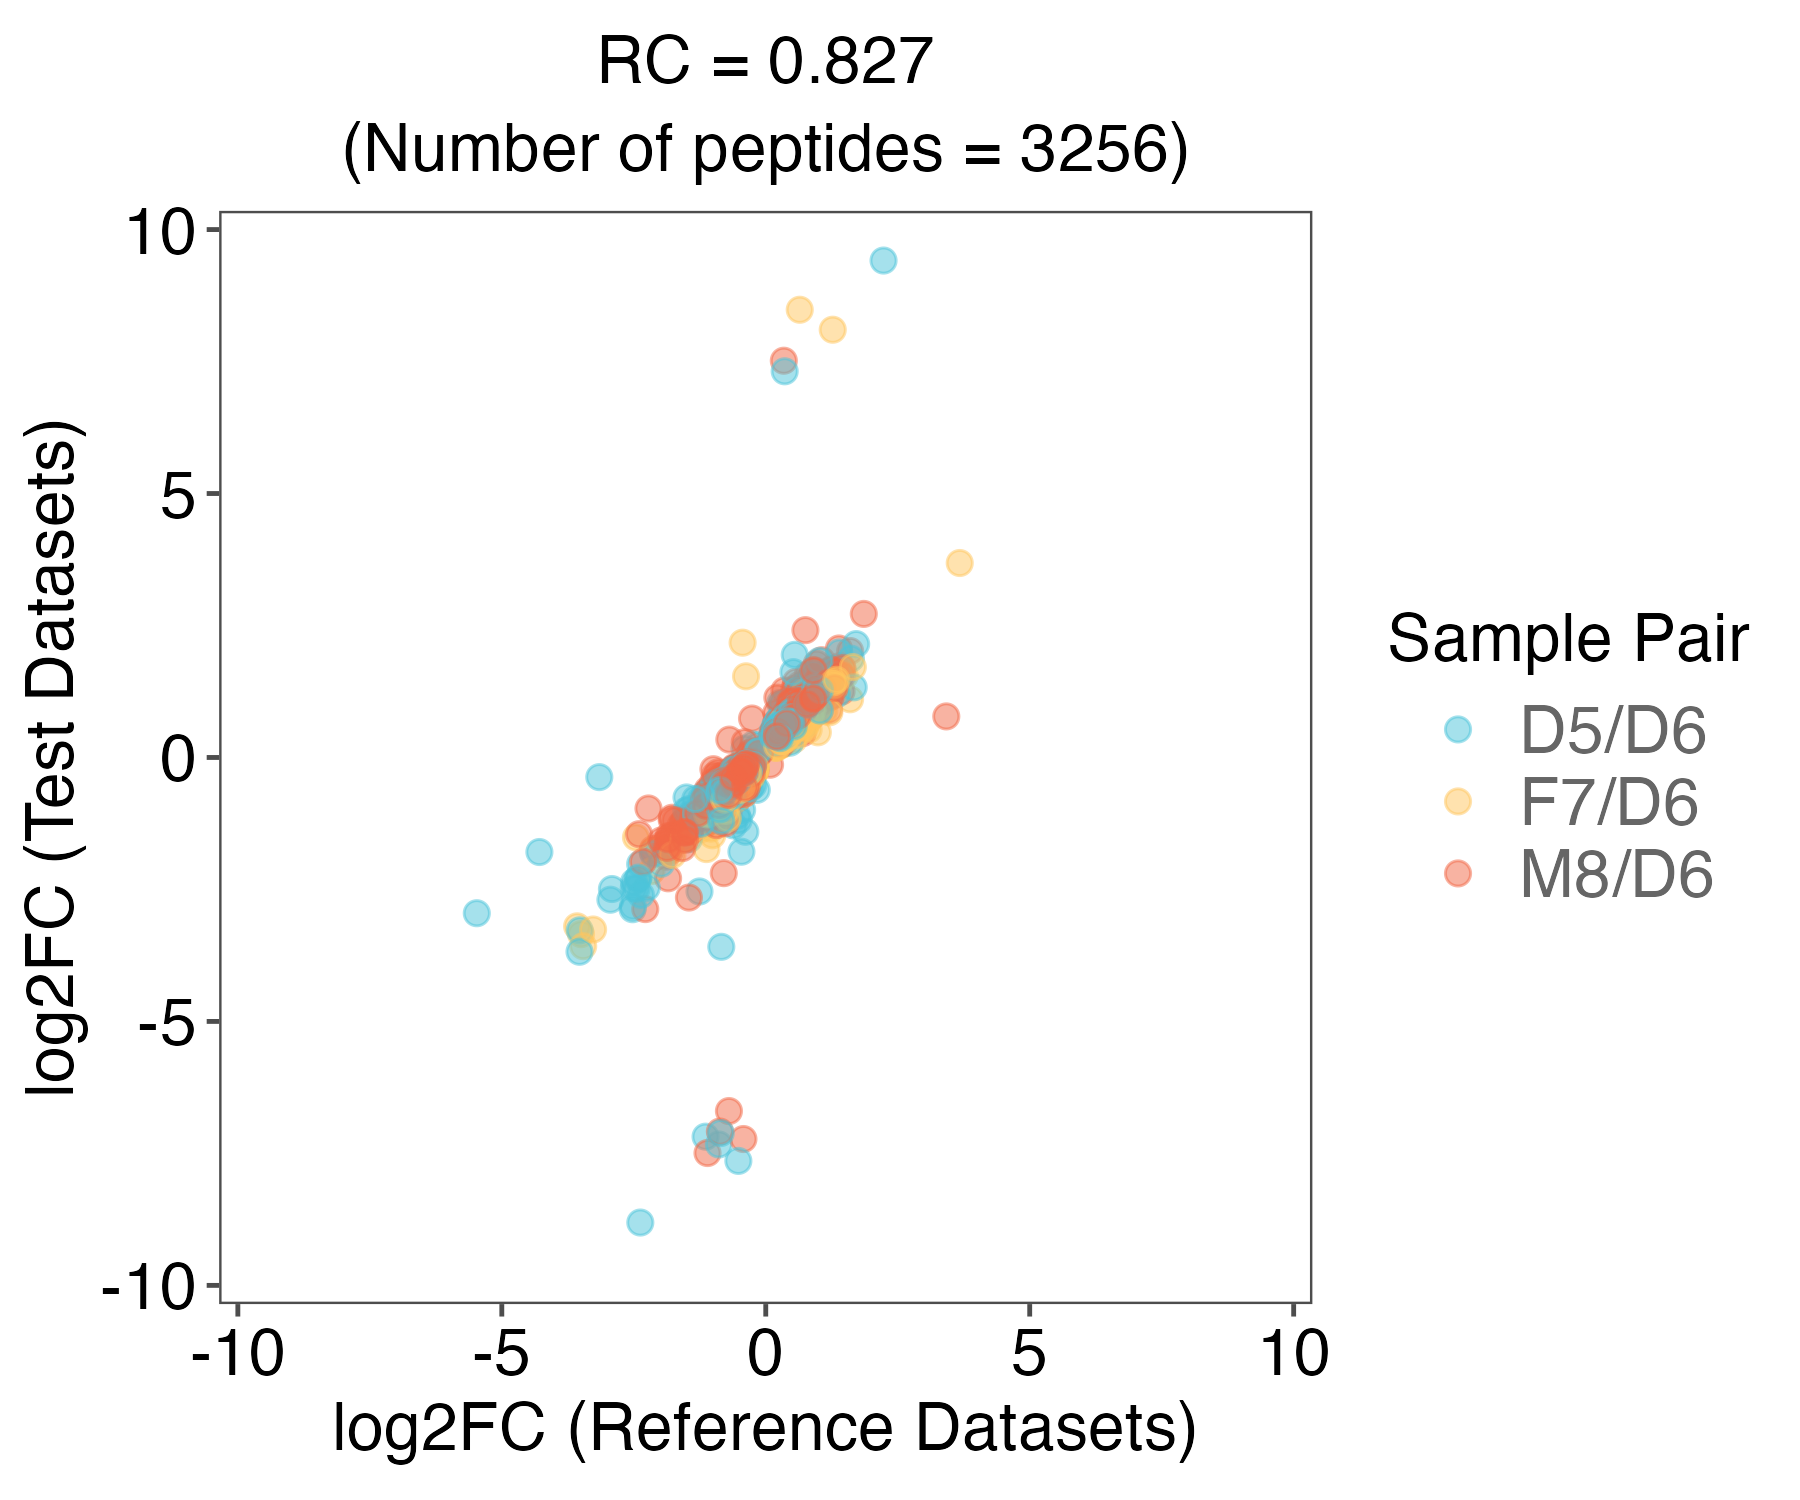 RC = 0.827
(Number of peptides = 3256)
10
5
0
-5
-10
log2FC (Test Datasets)
-10 -5 0 5 10
log2FC (Reference Datasets)
Sample Pair
D5/D6
F7/D6
M8/D6